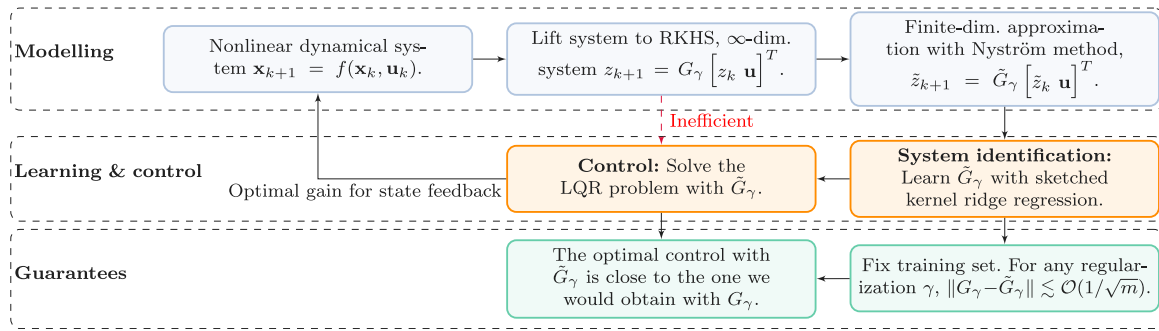 Modelling
Nonlinear dynamical sys-
tem x_{k+1} = f(x_k, u_k).
Lift system to RKHS, ∞-dim.
system z_{k+1} = G_γ [z_k u]^T.
Finite-dim. approxima-
tion with Nyström method,
z̃_{k+1} = G̃_γ [z̃_k u]^T.
Inefficient
Learning & control
Optimal gain for state feedback
Control: Solve the
LQR problem with G̃_γ.
System identification:
Learn G̃_γ with sketched
kernel ridge regression.
Guarantees
The optimal control with
G̃_γ is close to the one we
would obtain with G_γ.
Fix training set. For any regular-
ization γ, ‖G_γ−G̃_γ‖ ≲ O(1/√m).